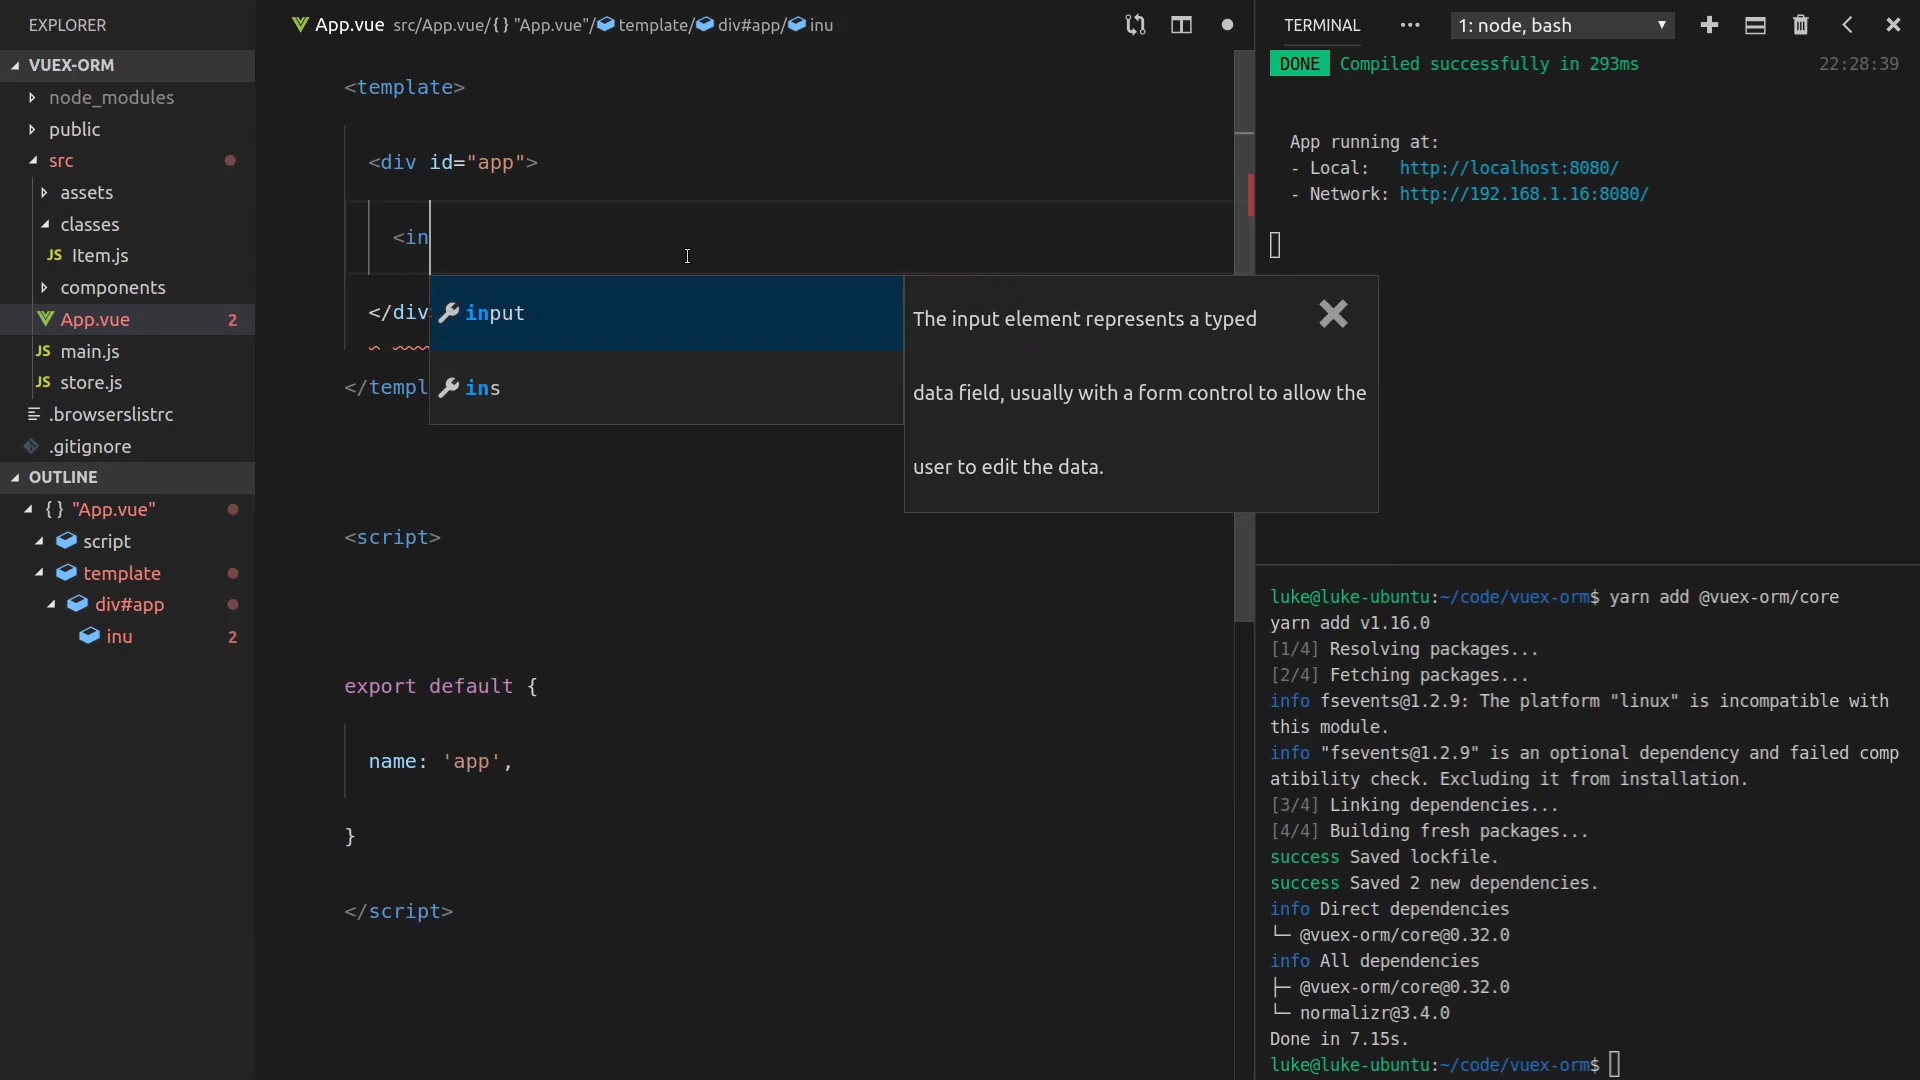 EXPLORER
VUEX-ORM
node_modules
public
src
assets
classes
JS Item.js
components
App.vue 2
JS main.js
JS store.js
.browserslistrc
.gitignore
OUTLINE
{ } "App.vue"
script
template
div#app
inu 2
App.vue src/App.vue/{ } "App.vue"/ template/ div#app/ inu
<template>
<div id="app">
<in
</div
</templ
input
ins
The input element represents a typed
data field, usually with a form control to allow the
user to edit the data.
<script>
export default {
name: 'app',
}
</script>
TERMINAL ··· 1: node, bash
DONE Compiled successfully in 293ms 22:28:39
App running at:
- Local: http://localhost:8080/
- Network: http://192.168.1.16:8080/
luke@luke-ubuntu:~/code/vuex-orm$ yarn add @vuex-orm/core
yarn add v1.16.0
[1/4] Resolving packages...
[2/4] Fetching packages...
info fsevents@1.2.9: The platform "linux" is incompatible with
this module.
info "fsevents@1.2.9" is an optional dependency and failed comp
atibility check. Excluding it from installation.
[3/4] Linking dependencies...
[4/4] Building fresh packages...
success Saved lockfile.
success Saved 2 new dependencies.
info Direct dependencies
└─ @vuex-orm/core@0.32.0
info All dependencies
├─ @vuex-orm/core@0.32.0
└─ normalizr@3.4.0
Done in 7.15s.
luke@luke-ubuntu:~/code/vuex-orm$